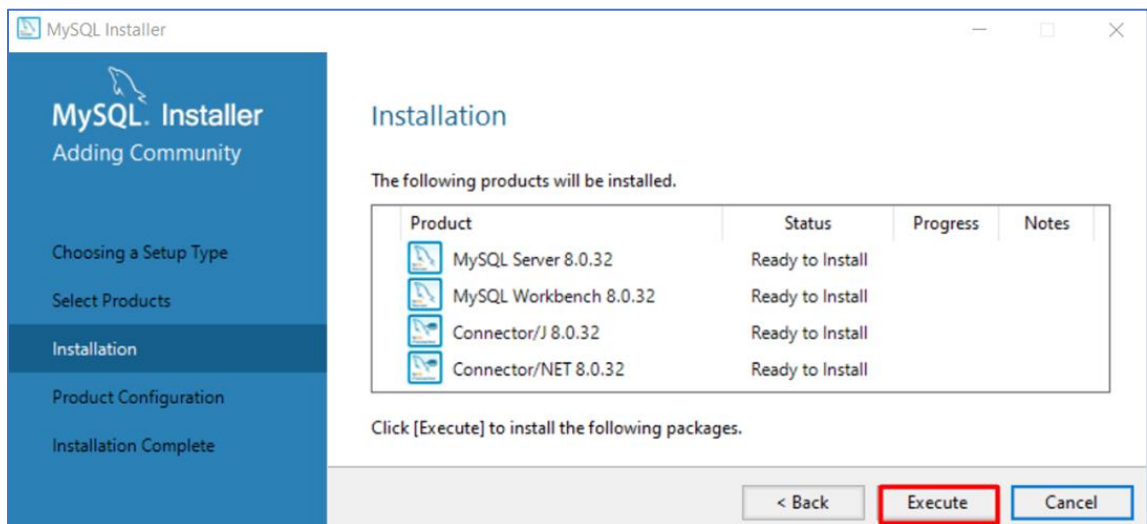 MySQL Installer
MySQL. Installer
Adding Community
Choosing a Setup Type
Select Products
Installation
Product Configuration
Installation Complete
Installation
The following products will be installed.
Product Status Progress Notes
MySQL Server 8.0.32 Ready to Install
MySQL Workbench 8.0.32 Ready to Install
Connector/J 8.0.32 Ready to Install
Connector/NET 8.0.32 Ready to Install
Click [Execute] to install the following packages.
< Back Execute Cancel